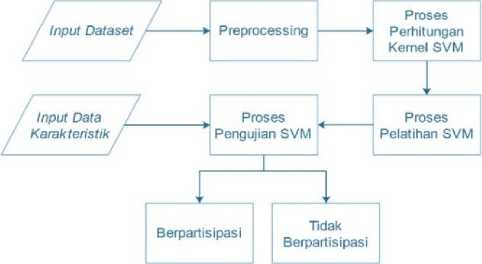 Input Dataset
Preprocessing
Proses
Perhitungan
Kernel SVM
Input Data
Karakteristik
Proses
Pengujian SVM
Proses
Pelatihan SVM
Berpartisipasi
Tidak
Berpartisipasi